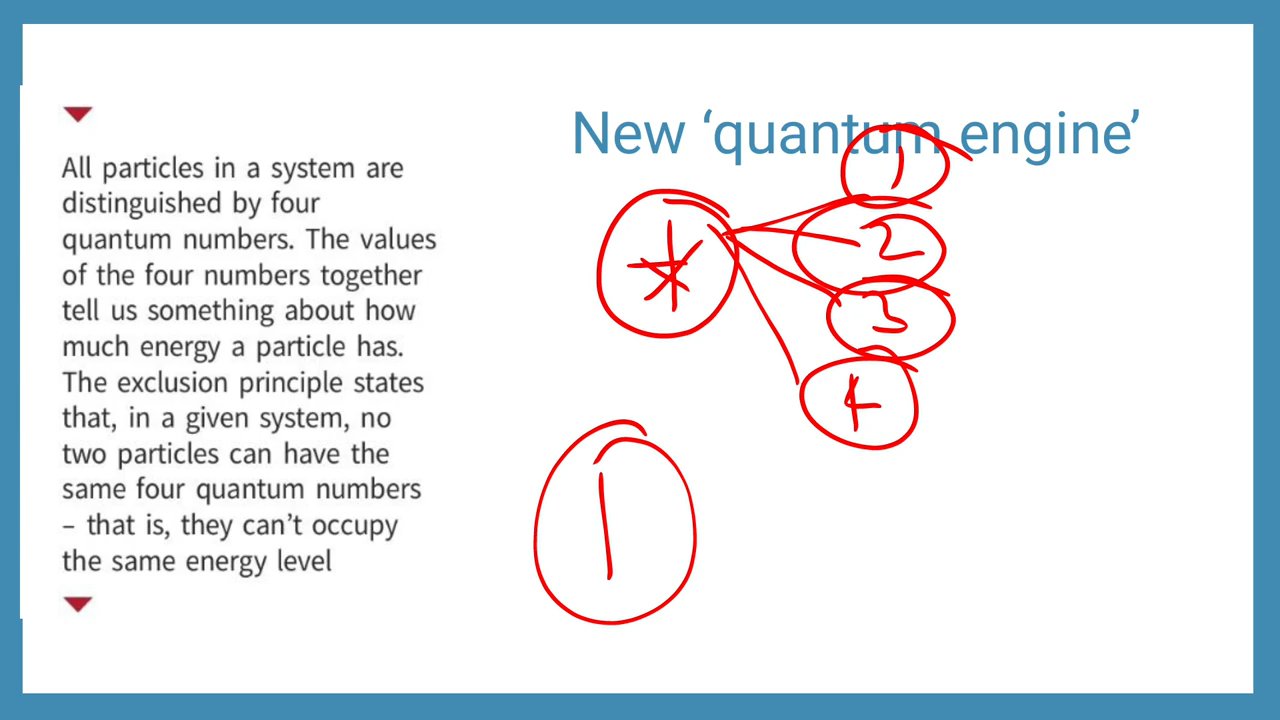 All particles in a system are
distinguished by four
quantum numbers. The values
of the four numbers together
tell us something about how
much energy a particle has.
The exclusion principle states
that, in a given system, no
two particles can have the
same four quantum numbers
– that is, they can’t occupy
the same energy level
New ‘quantum engine’
1
*
2
3
4
1